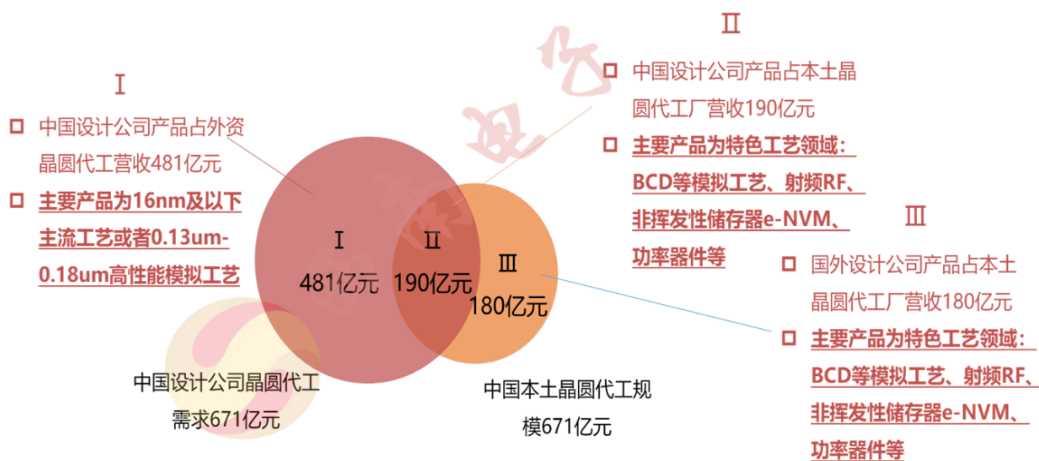 Ⅰ
中国设计公司产品占外资
晶圆代工营收481亿元
主要产品为16nm及以下
主流工艺或者0.13um-
0.18um高性能模拟工艺
Ⅱ
中国设计公司产品占本土晶
圆代工厂营收190亿元
主要产品为特色工艺领域：
BCD等模拟工艺、射频RF、
非挥发性储存器e-NVM、
功率器件等
Ⅲ
国外设计公司产品占本土
晶圆代工厂营收180亿元
主要产品为特色工艺领域：
BCD等模拟工艺、射频RF、
非挥发性储存器e-NVM、
功率器件等
Ⅰ
481亿元
Ⅱ
190亿元
Ⅲ
180亿元
中国设计公司晶圆代工
需求671亿元
中国本土晶圆代工规
模671亿元